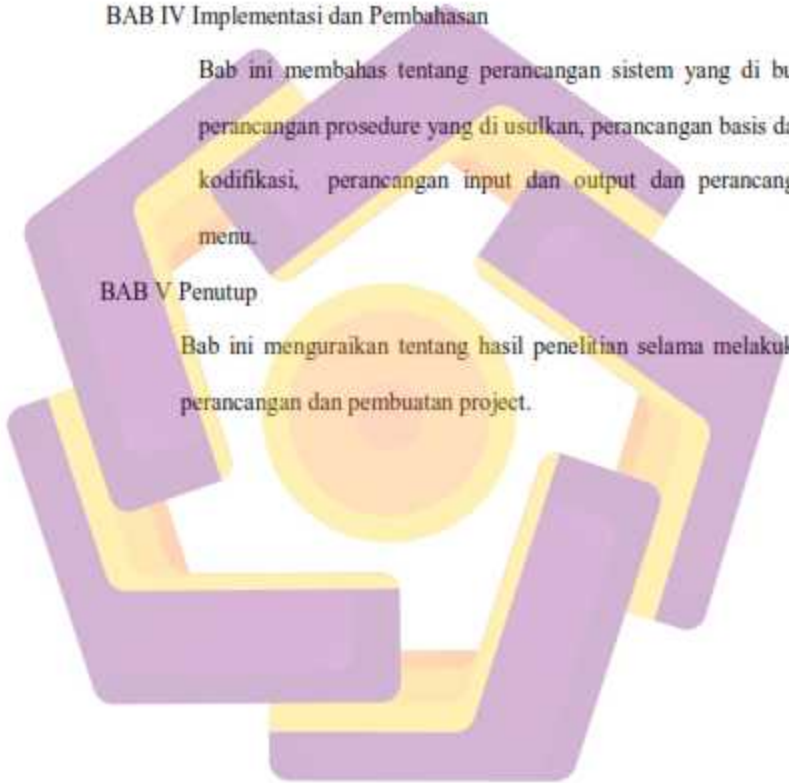 BAB IV Implementasi dan Pembahasan
Bab ini membahas tentang perancangan sistem yang di bu
perancangan prosedure yang di usulkan, perancangan basis da
kodifikasi, perancangan input dan output dan perancang
menu.
BAB V Penutup
Bab ini menguraikan tentang hasil penelitian selama melakuk
perancangan dan pembuatan project.